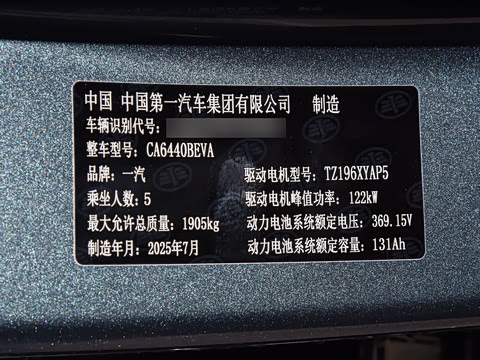 中国 中国第一汽车集团有限公司 制造
车辆识别代号：
整车型号：CA6440BEVA
品牌：一汽 驱动电机型号：TZ196XYAP5
乘坐人数：5 驱动电机峰值功率：122kW
最大允许总质量：1905kg 动力电池系统额定电压：369.15V
制造年月：2025年7月 动力电池系统额定容量：131Ah